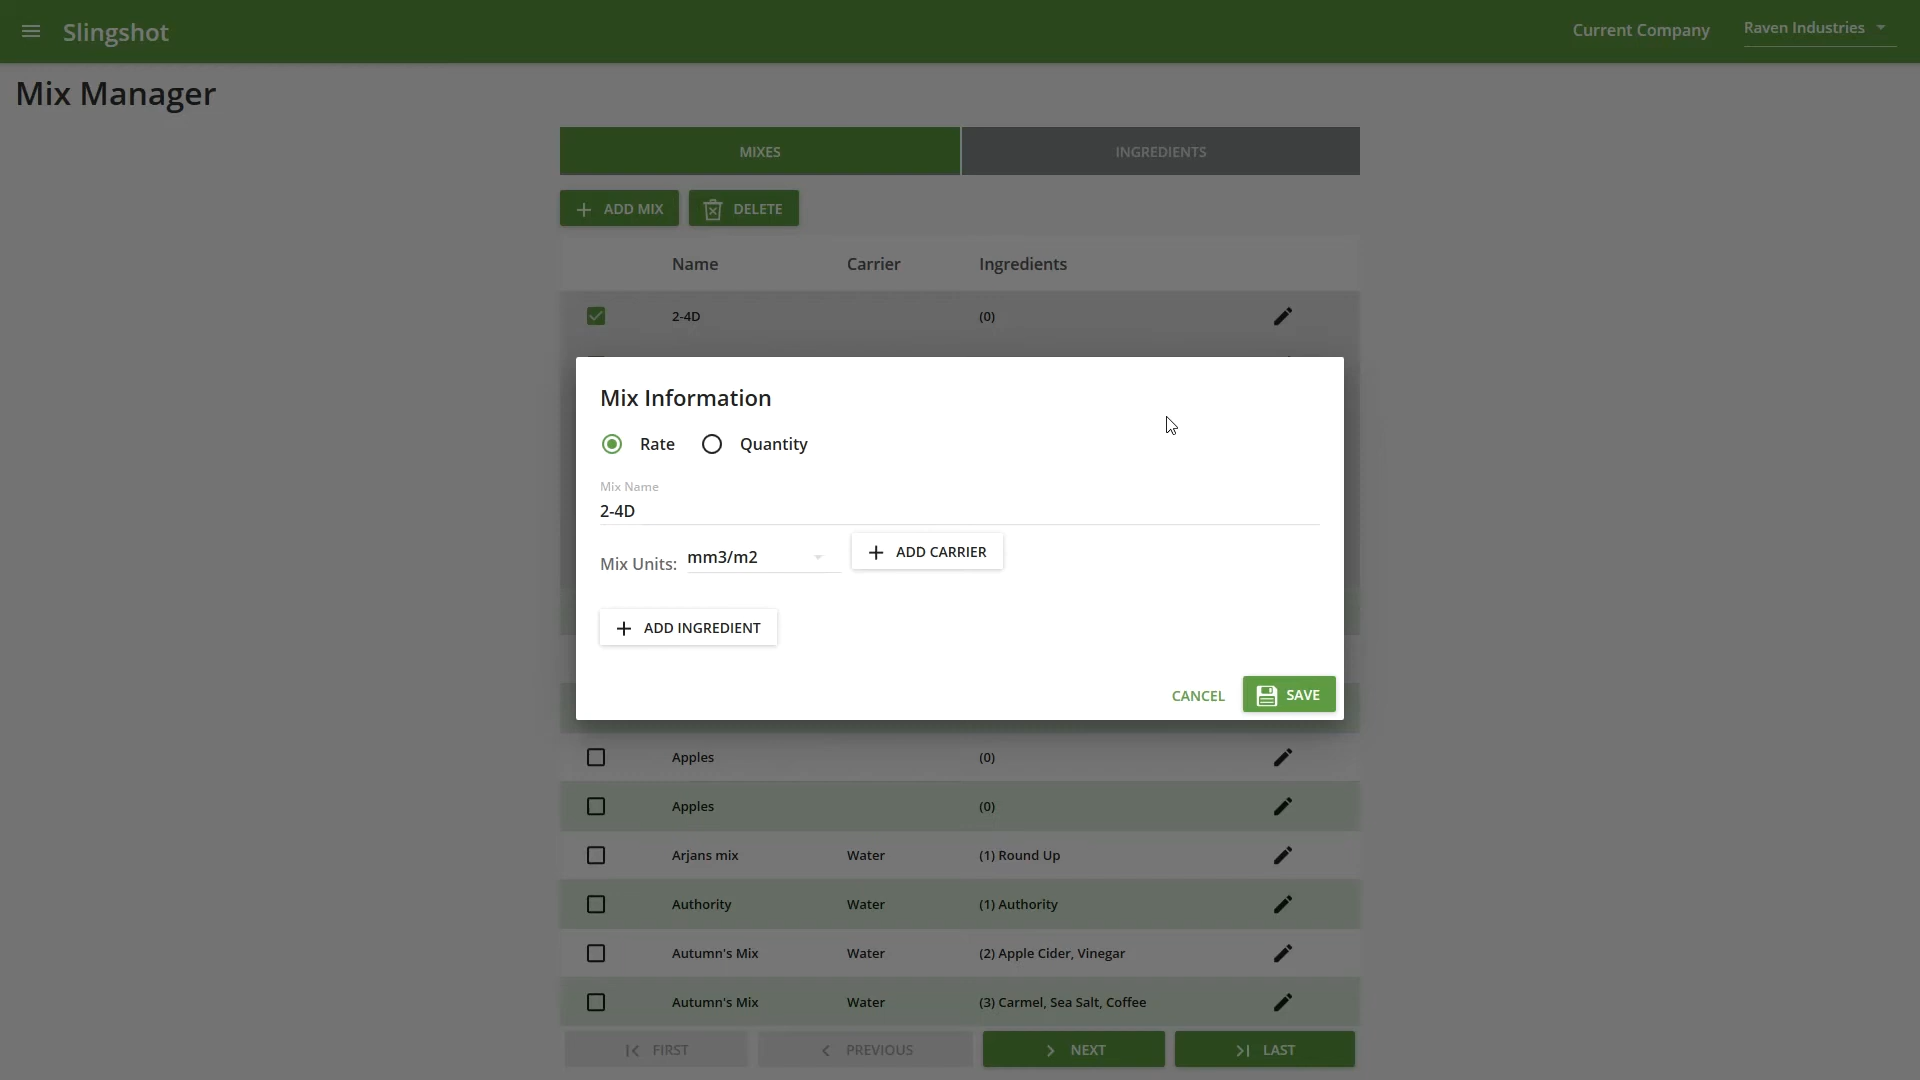 Slingshot
Current Company
Raven Industries
Mix Manager
MIXES
INGREDIENTS
ADD MIX
DELETE
Name Carrier Ingredients
2-4D (0)
Mix Information
Rate Quantity
Mix Name
2-4D
Mix Units: mm3/m2
ADD CARRIER
ADD INGREDIENT
CANCEL
SAVE
Apples (0)
Apples (0)
Arjans mix Water (1) Round Up
Authority Water (1) Authority
Autumn's Mix Water (2) Apple Cider, Vinegar
Autumn's Mix Water (3) Carmel, Sea Salt, Coffee
FIRST
PREVIOUS
NEXT
LAST